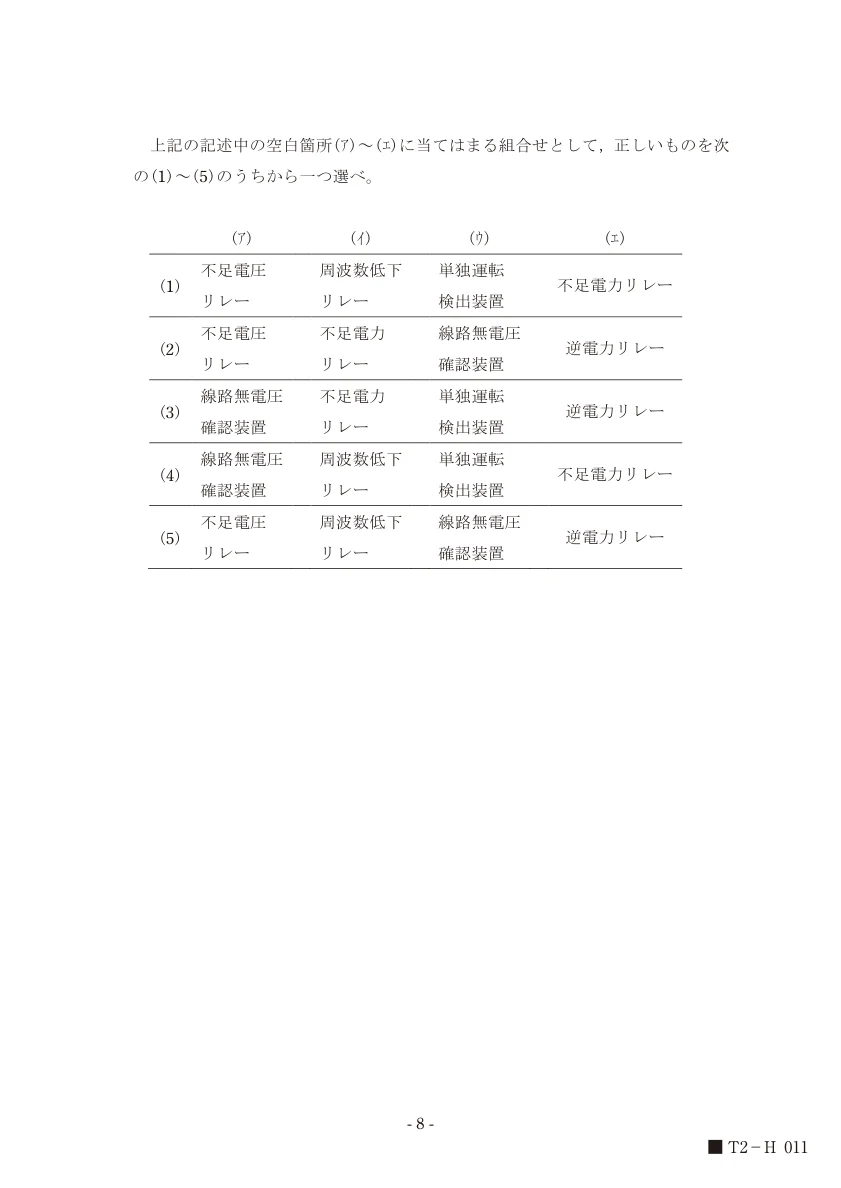 上記の記述中の空白箇所(ｱ)～(ｴ)に当てはまる組合せとして，正しいものを次
の(1)～(5)のうちから一つ選べ。
(ｱ) (ｲ) (ｳ) (ｴ)
(1) 不足電圧リレー 周波数低下リレー 単独運転検出装置 不足電力リレー
(2) 不足電圧リレー 不足電力リレー 線路無電圧確認装置 逆電力リレー
(3) 線路無電圧確認装置 不足電力リレー 単独運転検出装置 逆電力リレー
(4) 線路無電圧確認装置 周波数低下リレー 単独運転検出装置 不足電力リレー
(5) 不足電圧リレー 周波数低下リレー 線路無電圧確認装置 逆電力リレー
- 8 -
■ T2－H 011